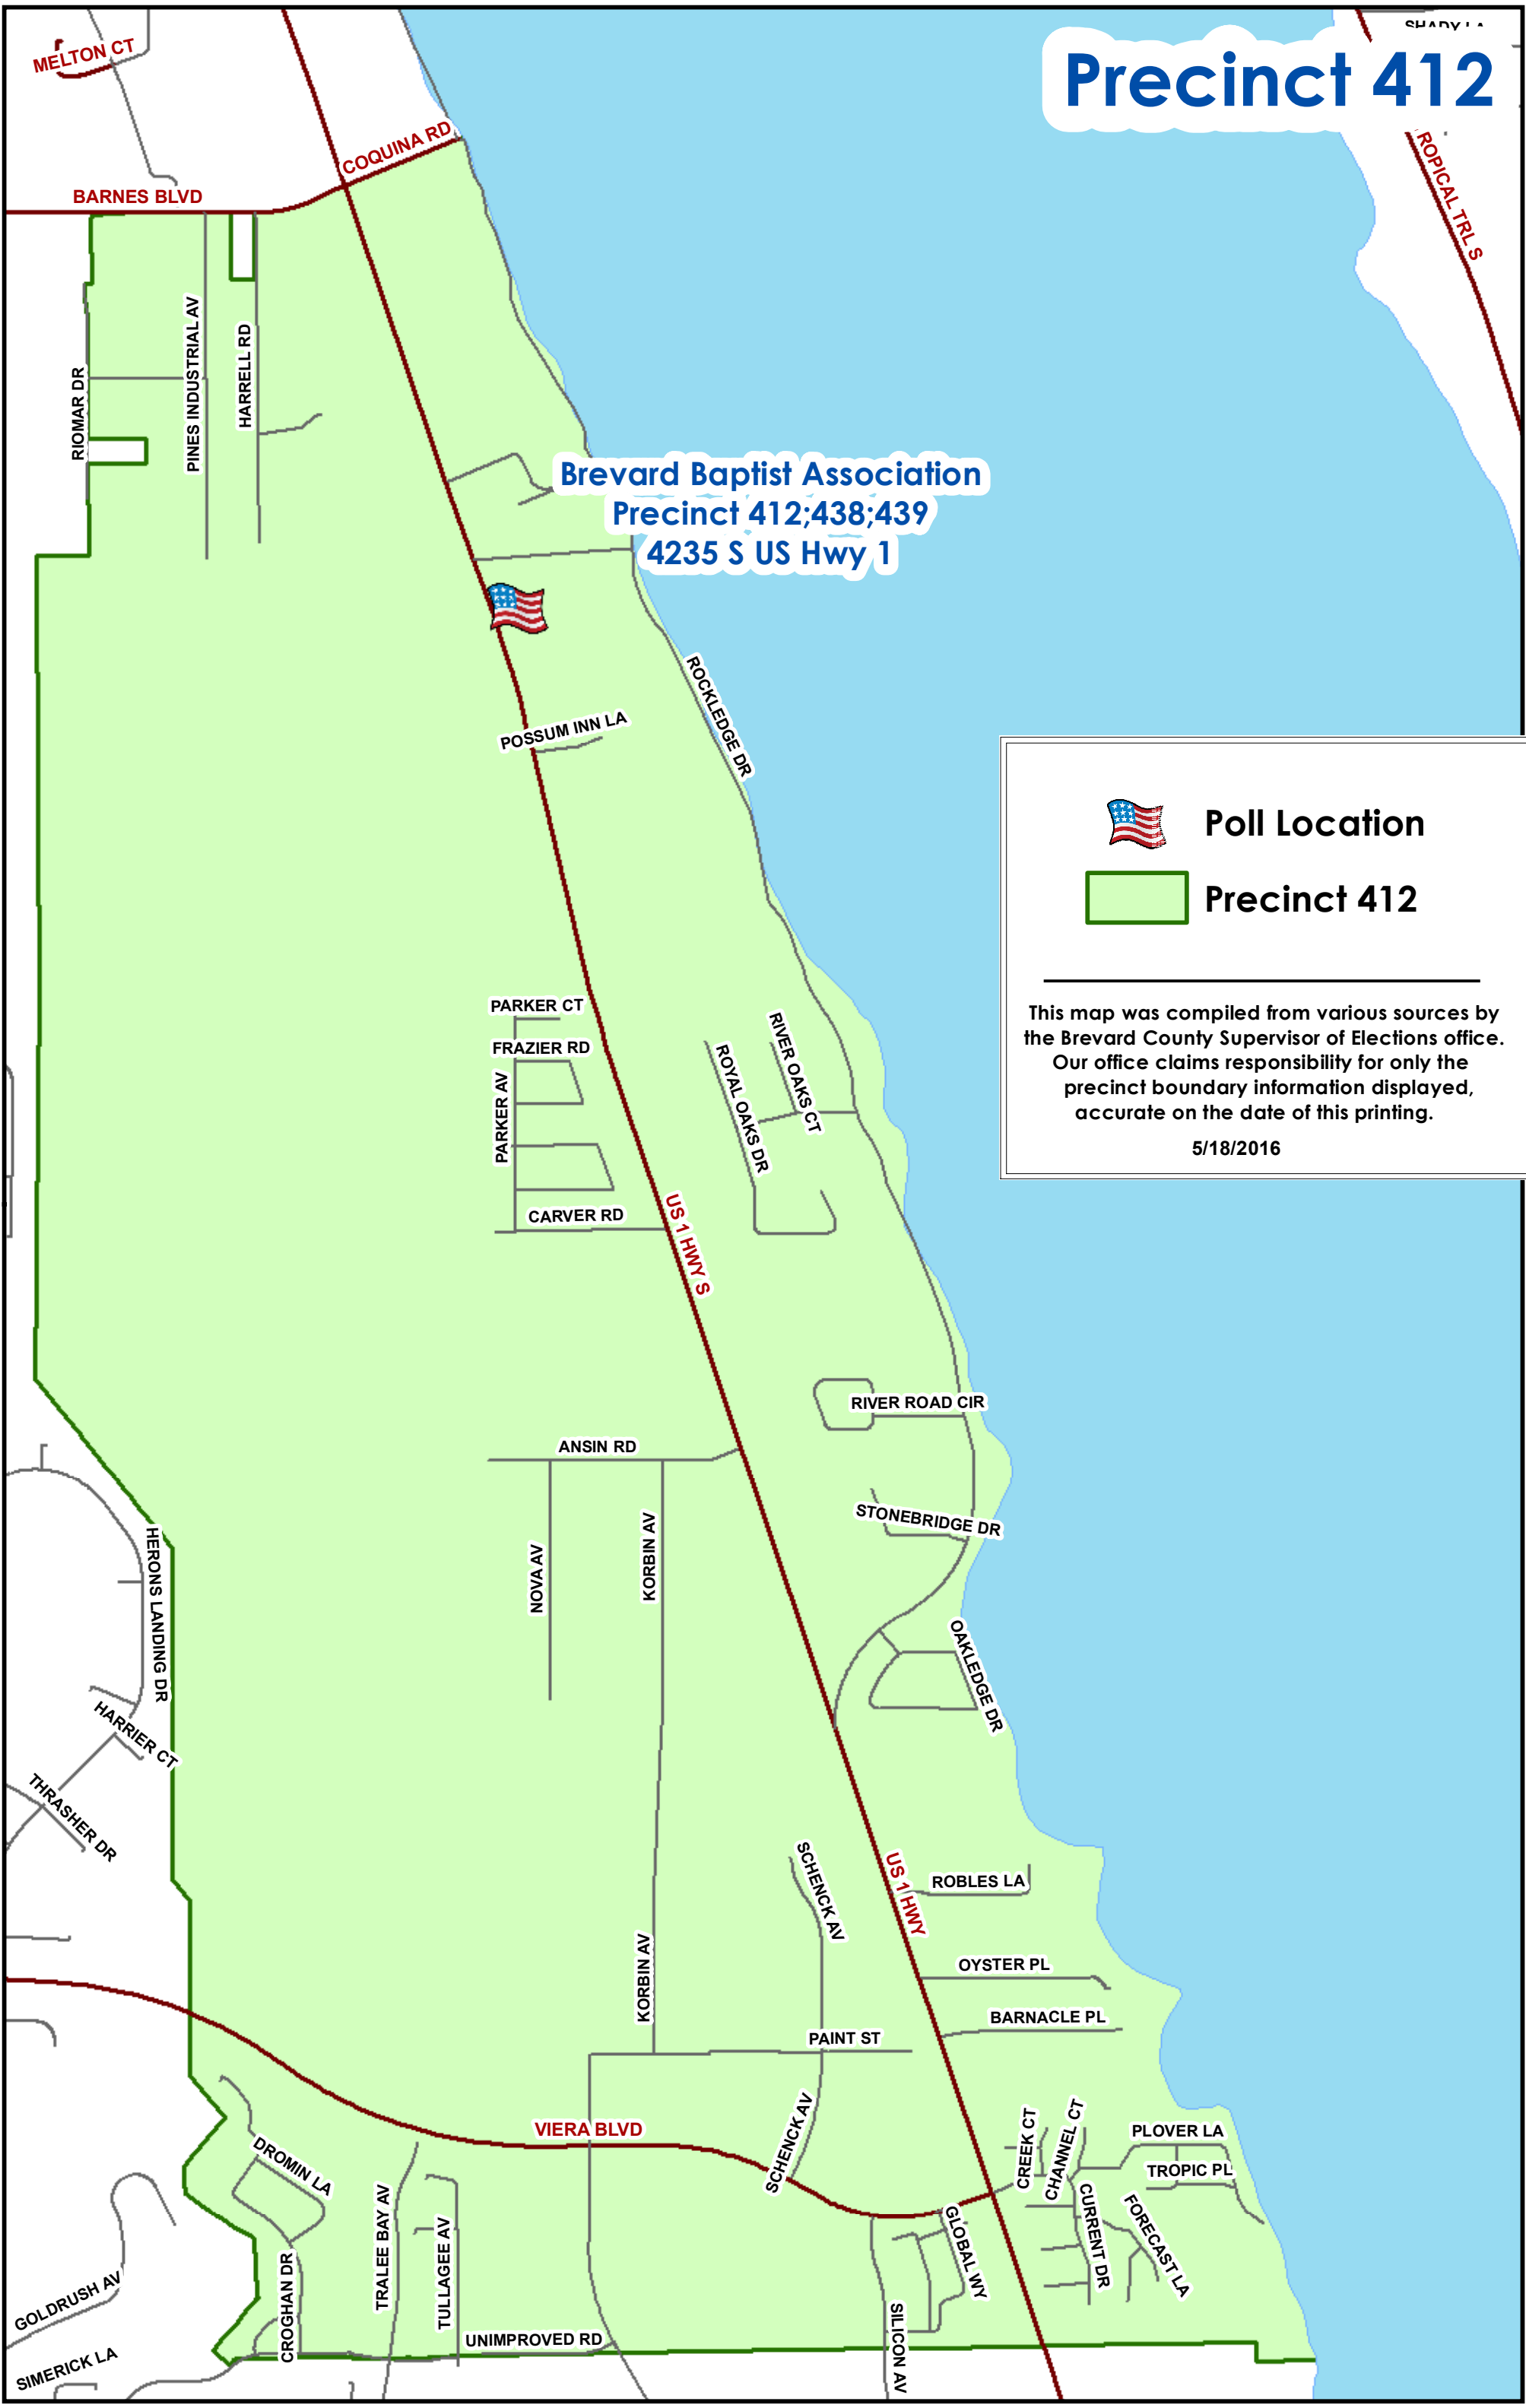 SHADY LA
Precinct 412
MELTON CT
COQUINA RD
BARNES BLVD
ROPICAL TRL S
RIOMAR DR
PINES INDUSTRIAL AV
HARRELL RD
Brevard Baptist Association
Precinct 412;438;439
4235 S US Hwy 1
ROCKLEDGE DR
POSSUM INN LA
Poll Location
Precinct 412
This map was compiled from various sources by
the Brevard County Supervisor of Elections office.
Our office claims responsibility for only the
precinct boundary information displayed,
accurate on the date of this printing.
5/18/2016
PARKER CT
FRAZIER RD
PARKER AV
CARVER RD
ROYAL OAKS DR
RIVER OAKS CT
US 1 HWY S
RIVER ROAD CIR
ANSIN RD
STONEBRIDGE DR
NOVA AV
KORBIN AV
HERONS LANDING DR
OAKLEDGE DR
HARRIER CT
THRASHER DR
SCHENCK AV
US 1 HWY
ROBLES LA
KORBIN AV
OYSTER PL
BARNACLE PL
PAINT ST
VIERA BLVD
SCHENCK AV
CREEK CT
CHANNEL CT
PLOVER LA
TROPIC PL
DROMIN LA
TRALEE BAY AV
TULLAGEE AV
GLOBAL WY
CURRENT DR
FORECAST LA
GOLDRUSH AV
CROGHAN DR
UNIMPROVED RD
SILICON AV
SIMERICK LA